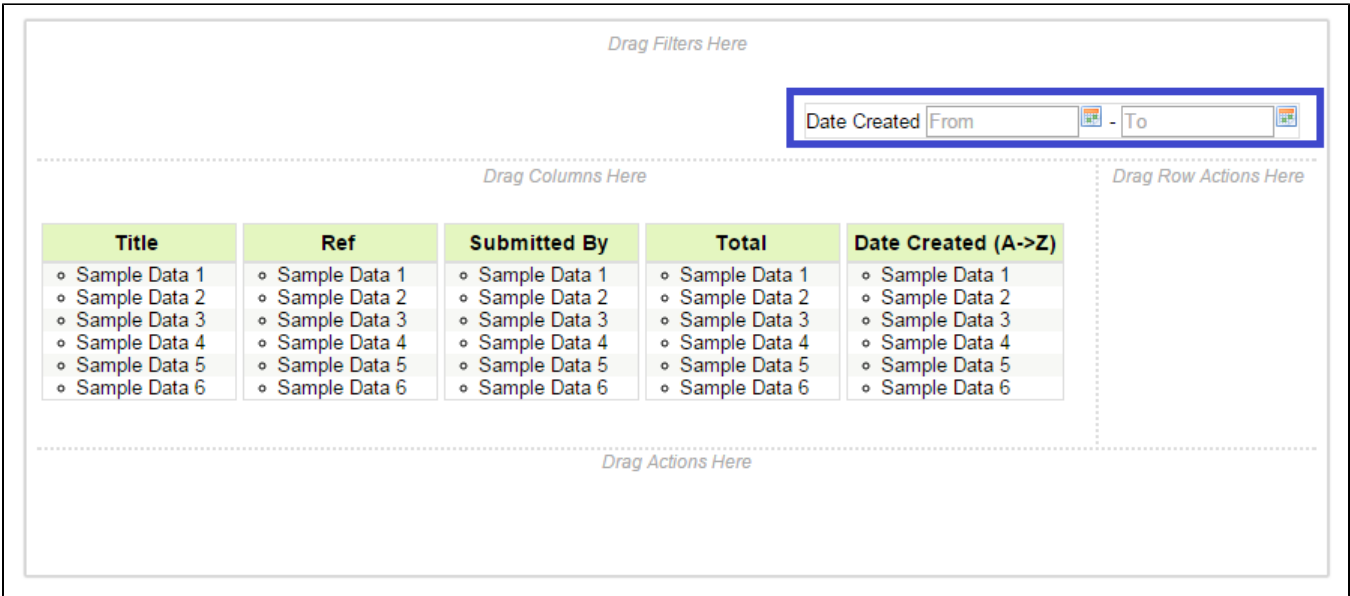 Drag Filters Here
Date Created From - To
Drag Columns Here Drag Row Actions Here
Title Ref Submitted By Total Date Created (A->Z)
Sample Data 1 Sample Data 1 Sample Data 1 Sample Data 1 Sample Data 1
Sample Data 2 Sample Data 2 Sample Data 2 Sample Data 2 Sample Data 2
Sample Data 3 Sample Data 3 Sample Data 3 Sample Data 3 Sample Data 3
Sample Data 4 Sample Data 4 Sample Data 4 Sample Data 4 Sample Data 4
Sample Data 5 Sample Data 5 Sample Data 5 Sample Data 5 Sample Data 5
Sample Data 6 Sample Data 6 Sample Data 6 Sample Data 6 Sample Data 6
Drag Actions Here